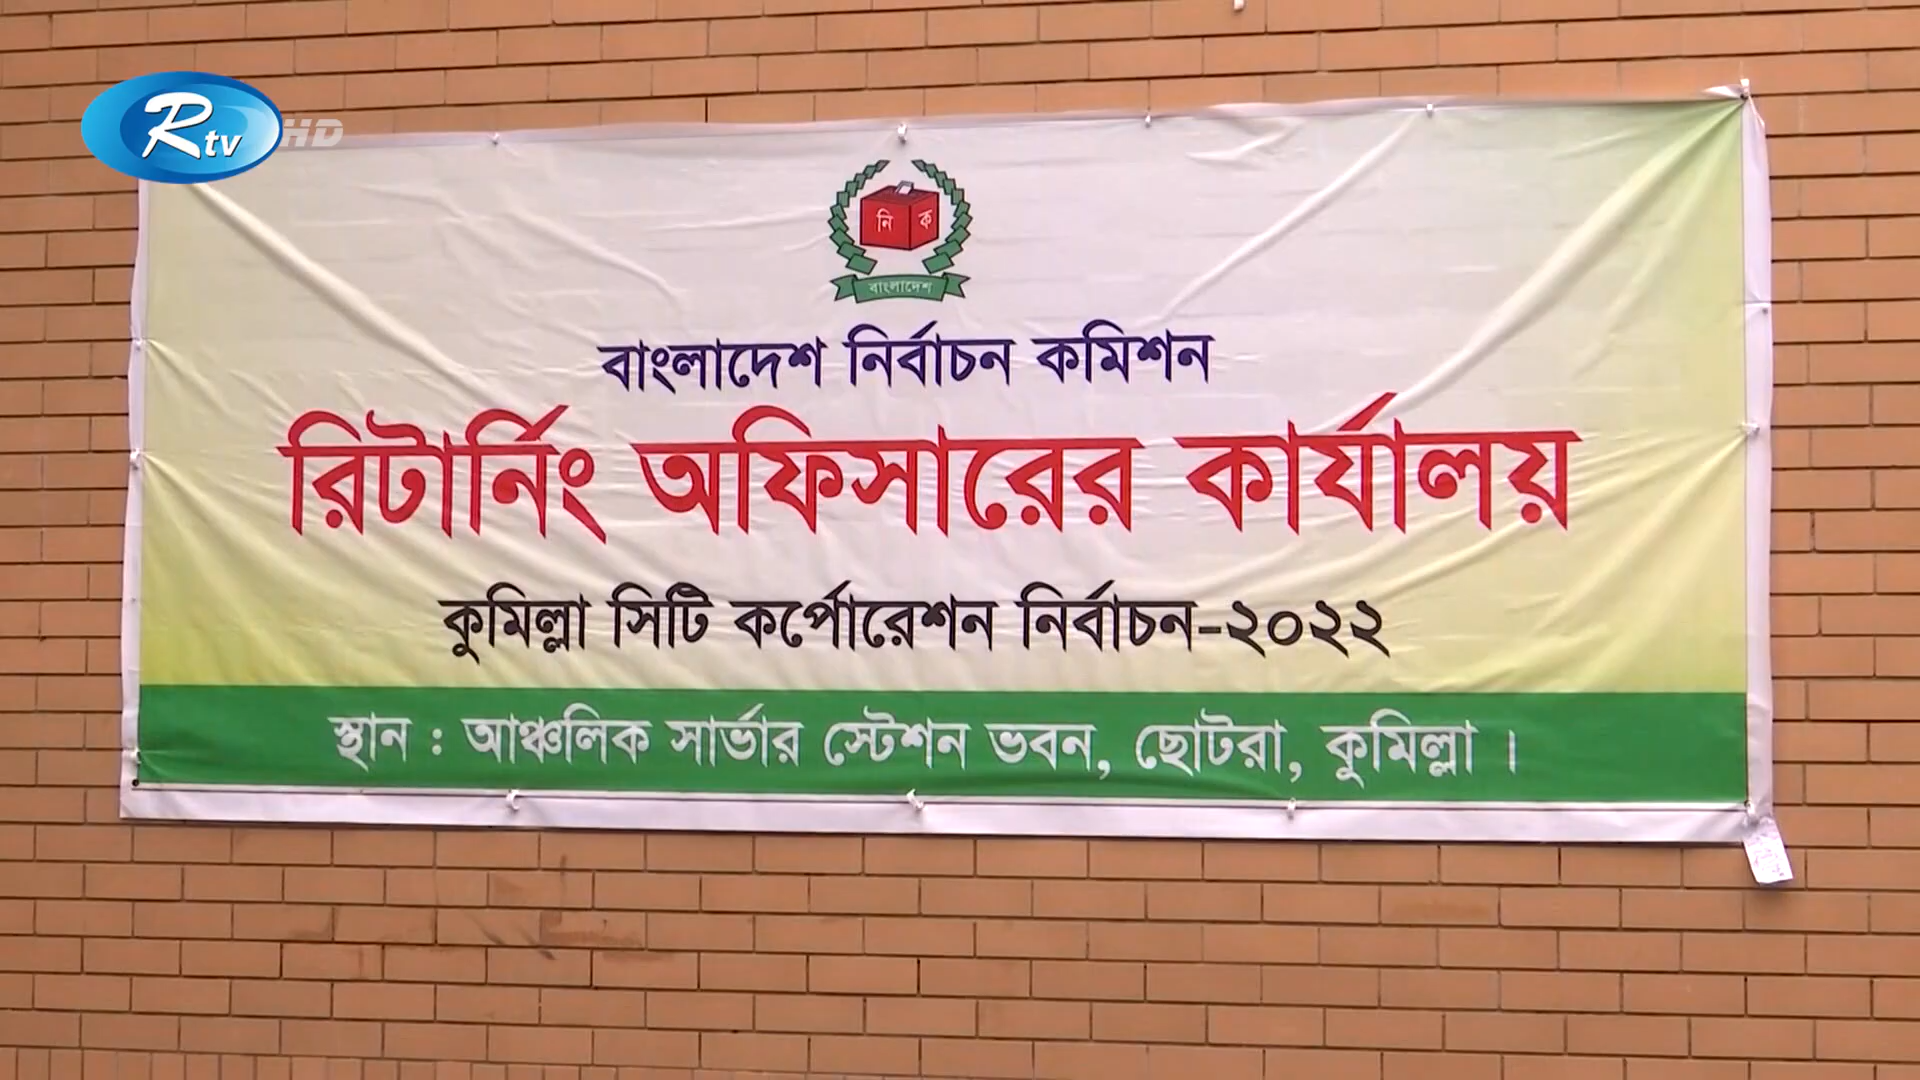 Rtv HD
নি ক
বাংলাদেশ
বাংলাদেশ নির্বাচন কমিশন
রিটার্নিং অফিসারের কার্যালয়
কুমিল্লা সিটি কর্পোরেশন নির্বাচন-২০২২
স্থান : আঞ্চলিক সার্ভার স্টেশন ভবন, ছোটরা, কুমিল্লা ।